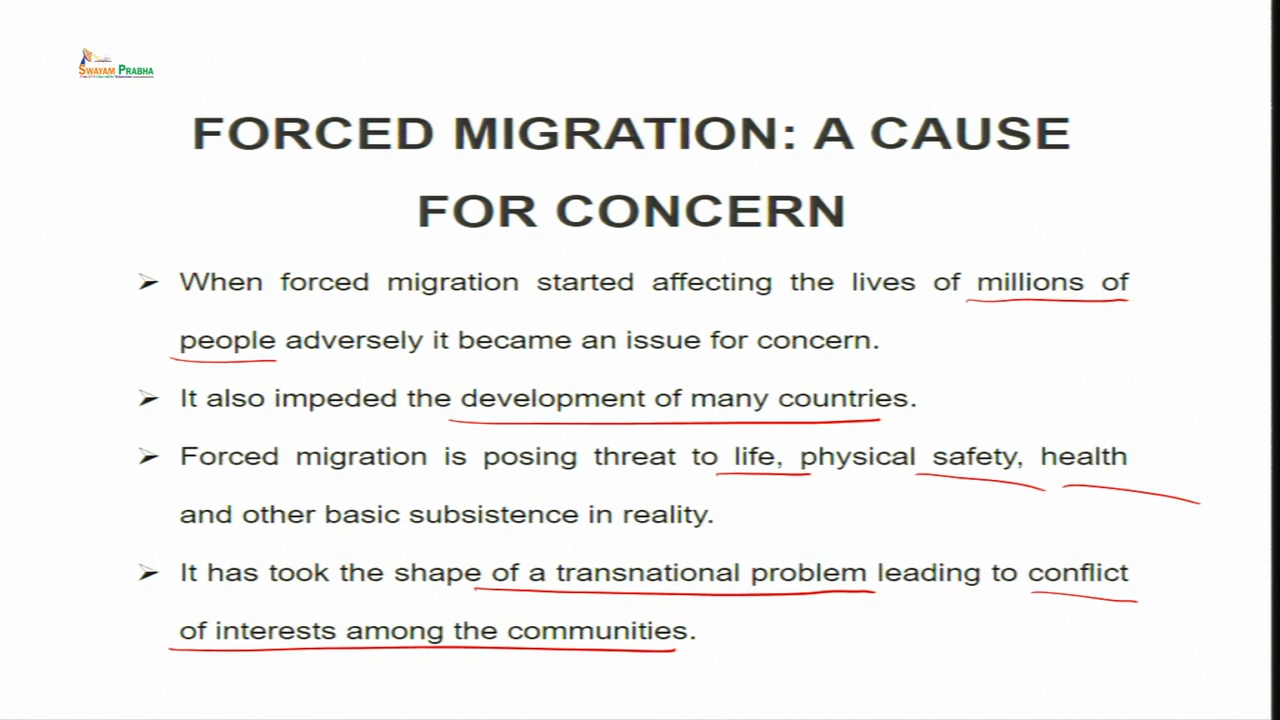 SWAYAM PRABHA
FORCED MIGRATION: A CAUSE
FOR CONCERN
➢ When forced migration started affecting the lives of millions of
people adversely it became an issue for concern.
➢ It also impeded the development of many countries.
➢ Forced migration is posing threat to life, physical safety, health
and other basic subsistence in reality.
➢ It has took the shape of a transnational problem leading to conflict
of interests among the communities.